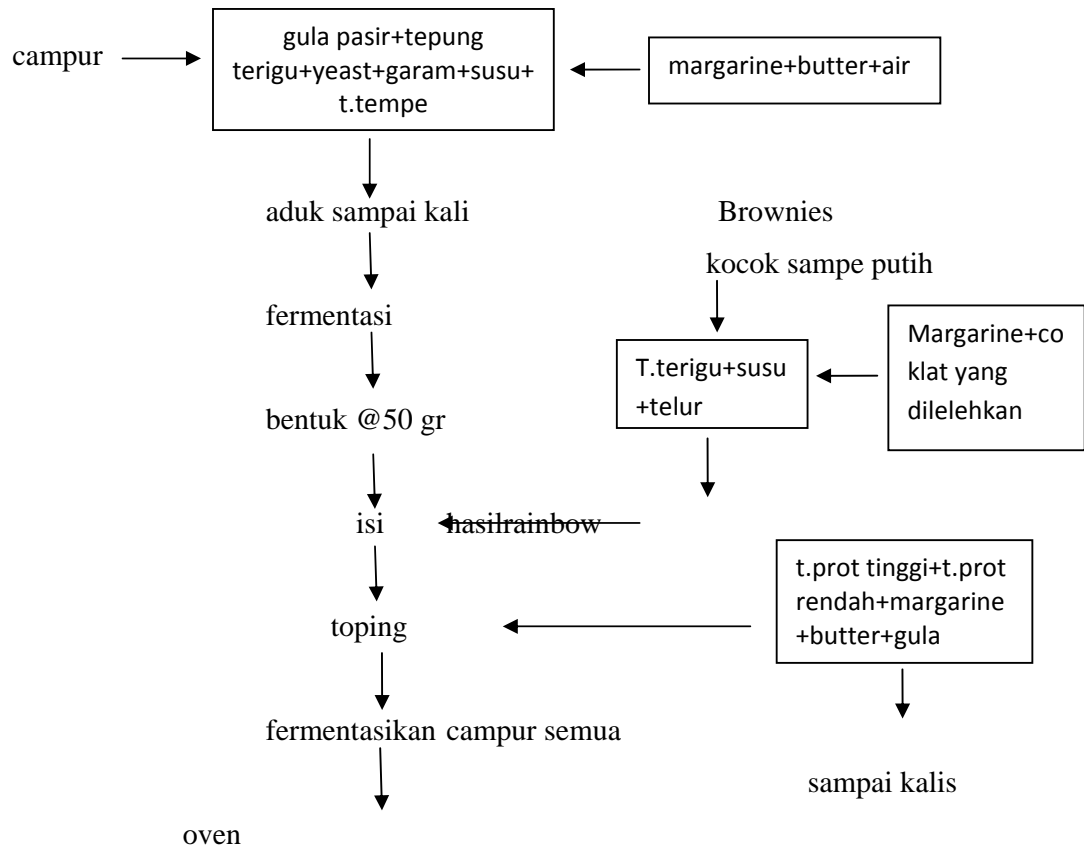 campur
gula pasir+tepung
terigu+yeast+garam+susu+
t.tempe
margarine+butter+air
aduk sampai kali
Brownies
kocok sampe putih
fermentasi
T.terigu+susu
+telur
Margarine+co
klat yang
dilelehkan
bentuk @50 gr
isi
hasilrainbow
t.prot tinggi+t.prot
rendah+margarine
+butter+gula
toping
fermentasikan campur semua
sampai kalis
oven